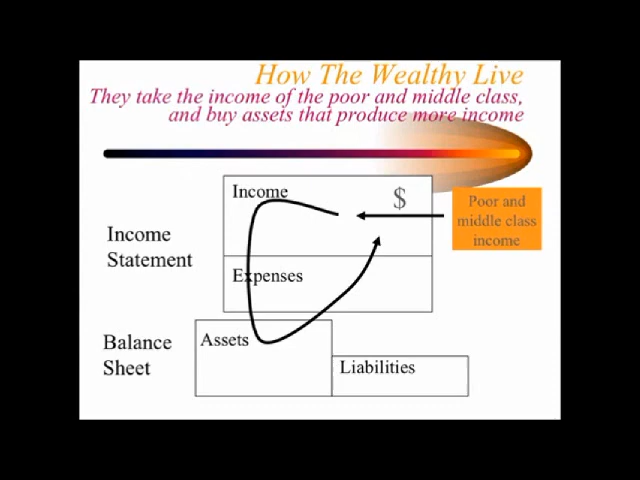 How The Wealthy Live
They take the income of the poor and middle class,
and buy assets that produce more income
Income
$
Poor and
middle class
income
Income
Statement
Expenses
Balance
Sheet
Assets
Liabilities